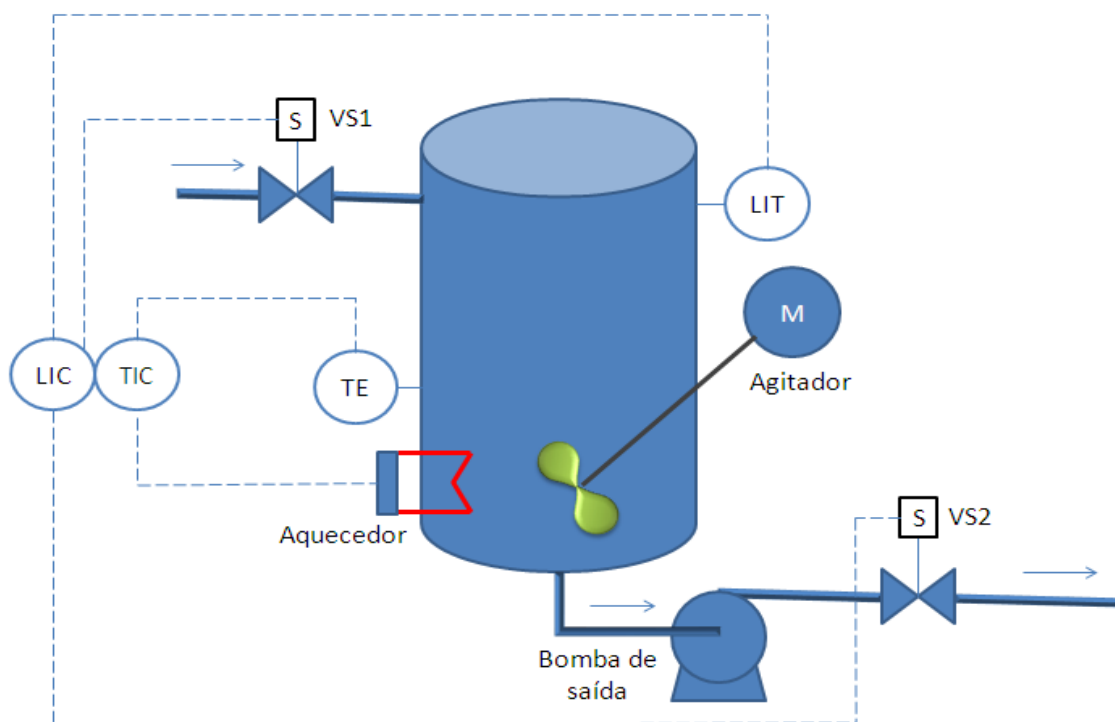 S
VS1
LIT
M
LIC
TIC
TE
Agitador
Aquecedor
S
VS2
Bomba de
saída